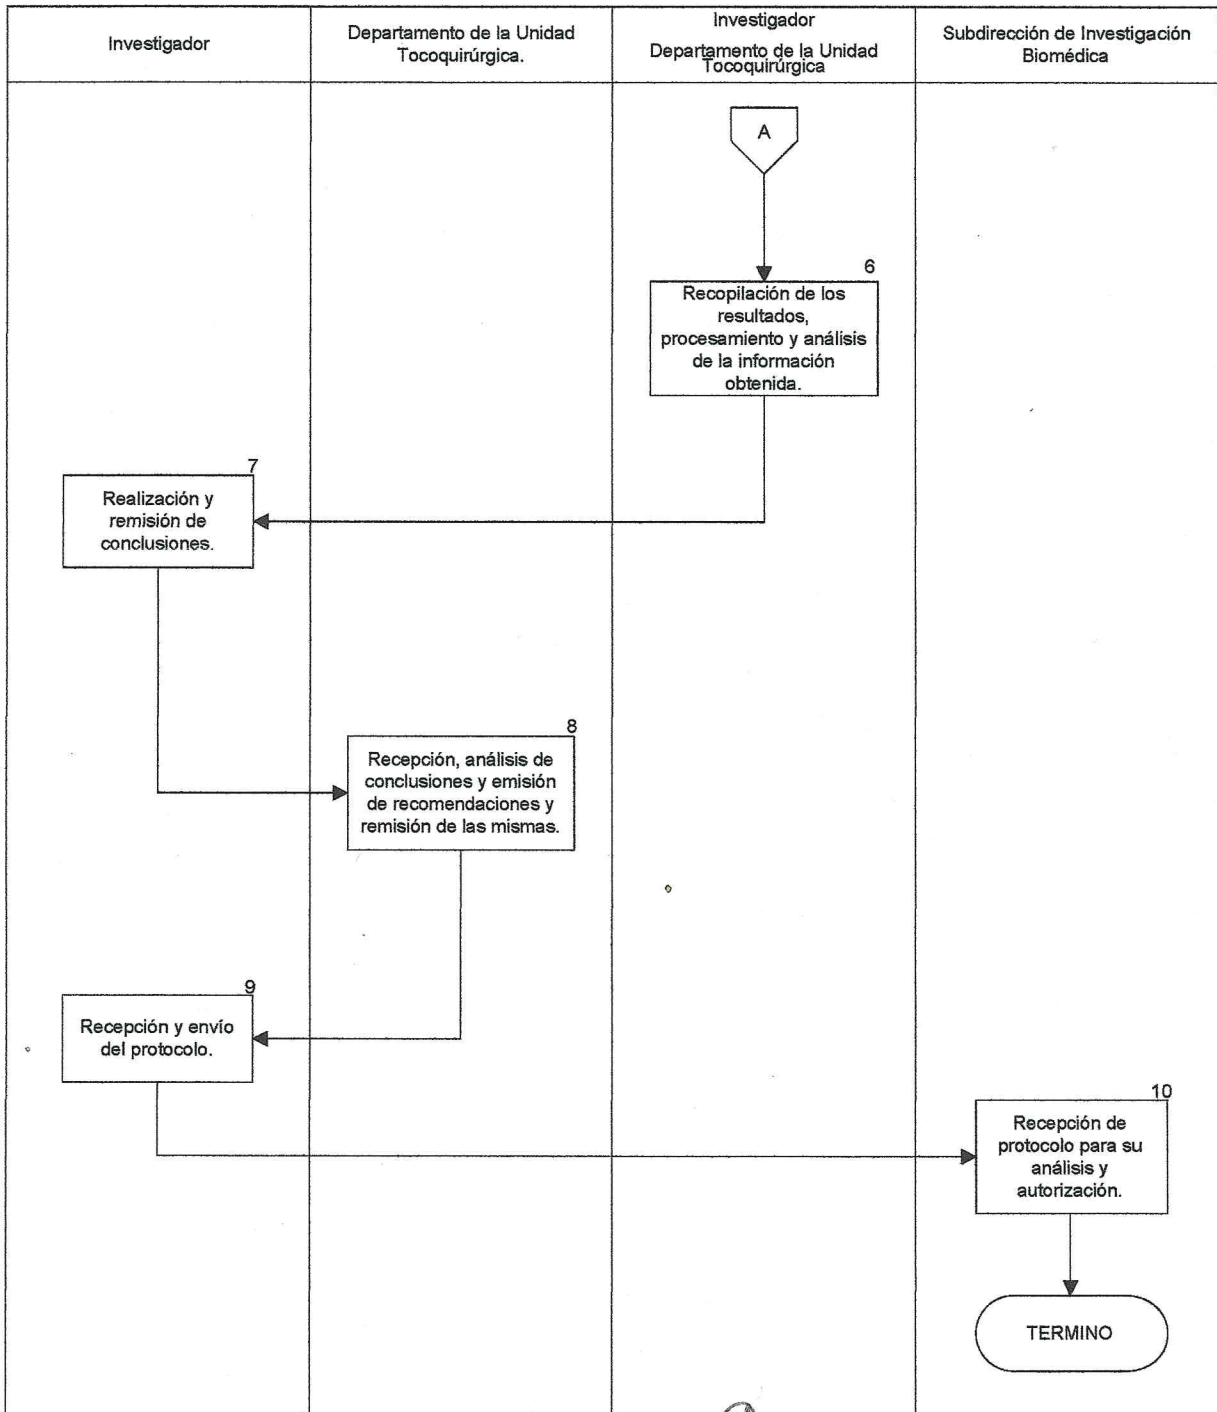 Investigador
Departamento de la Unidad
Tocoquirúrgica.
Investigador
Departamento de la Unidad
Tocoquirúrgica
Subdirección de Investigación
Biomédica
A
6
Recopilación de los
resultados,
procesamiento y análisis
de la información
obtenida.
7
Realización y
remisión de
conclusiones.
8
Recepción, análisis de
conclusiones y emisión
de recomendaciones y
remisión de las mismas.
9
Recepción y envío
del protocolo.
10
Recepción de
protocolo para su
análisis y
autorización.
TERMINO